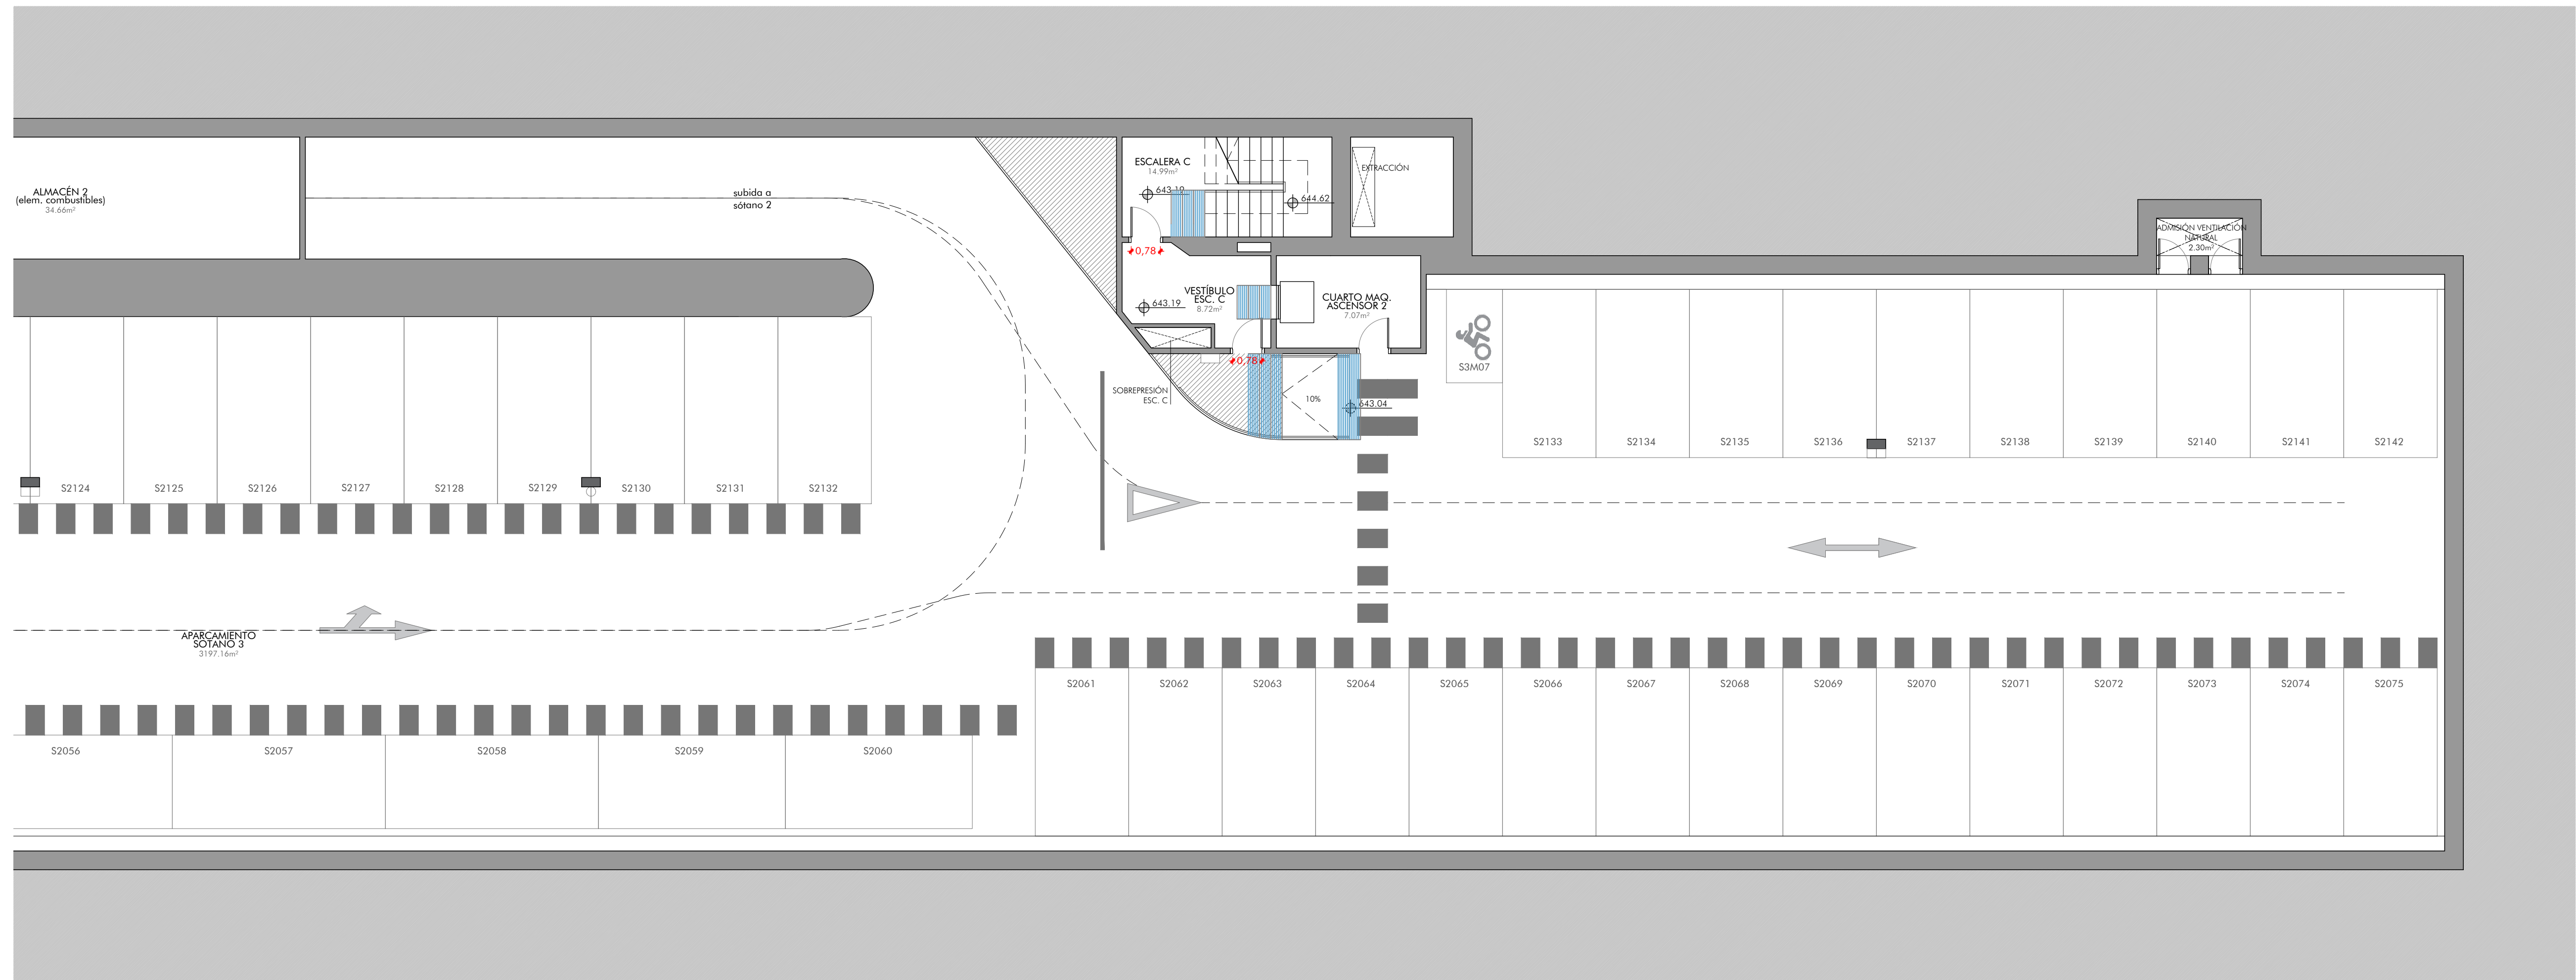 ALMACÉN 2
(elem. combustibles)
34.66m²
subida a
sótano 2
ESCALERA C
14.99m²
643.19
644.62
EXTRACCIÓN
0,78
VESTÍBULO
ESC. C
8.72m²
643.19
CUARTO MAQ.
ASCENSOR 2
7.07m²
0,78
SOBREPRESIÓN
ESC. C
10%
643.04
ADMISIÓN VENTILACIÓN
NATURAL
2.30m²
S3M07
S2133 S2134 S2135 S2136 S2137 S2138 S2139 S2140 S2141 S2142
S2124 S2125 S2126 S2127 S2128 S2129 S2130 S2131 S2132
APARCAMIENTO
SOTANO 3
3197.16m²
S2061 S2062 S2063 S2064 S2065 S2066 S2067 S2068 S2069 S2070 S2071 S2072 S2073 S2074 S2075
S2056 S2057 S2058 S2059 S2060